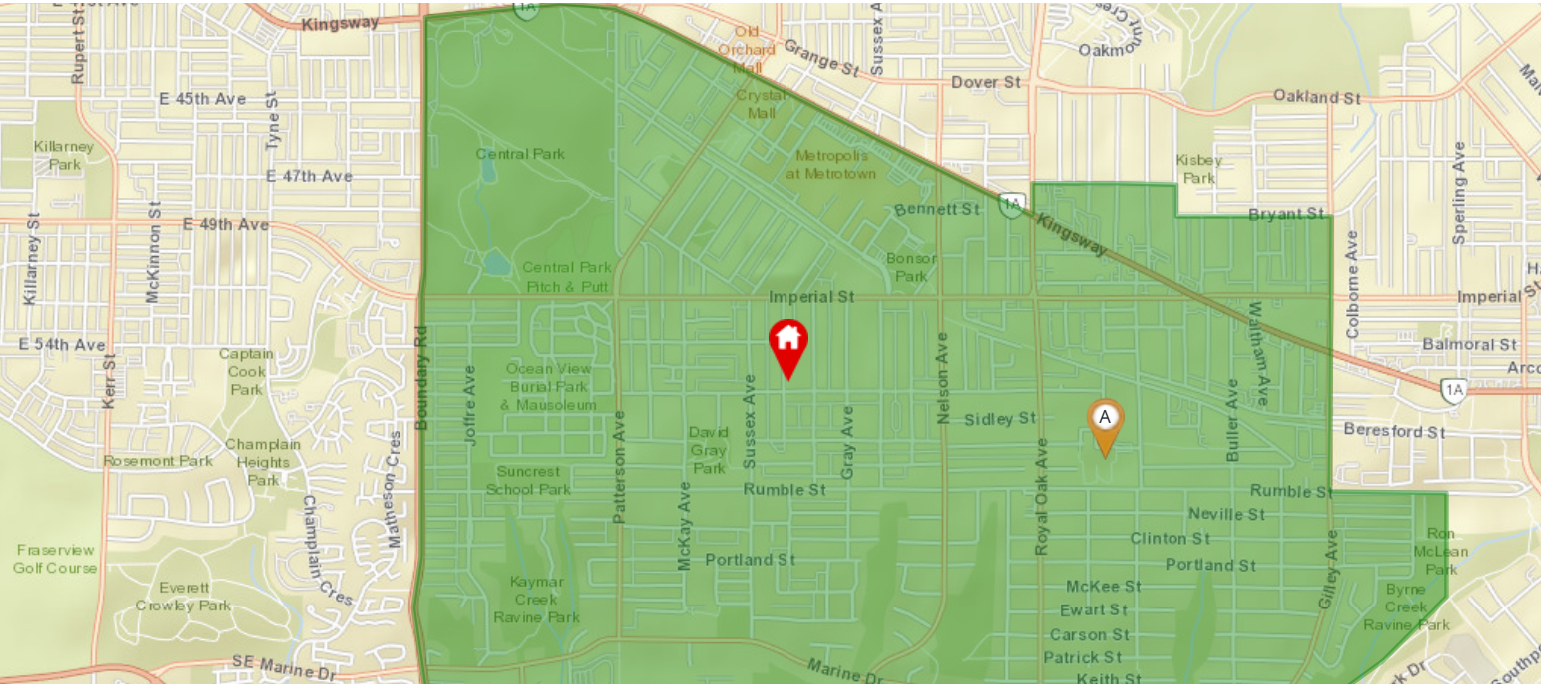 Kingsway
1A
Sussex A
Rupert St
Old
Orchard
Mall
Grange St
Oakmo
Dover St
E 45th Ave
Tyne St
Crystal
Mall
Oakland St
Killarney
Park
Central Park
Metropolis
at Metrotown
Kisbey
Park
Sperling Ave
E 47th Ave
McKinnon St
Killarney St
E 49th Ave
Bennett St
1A
Kingsway
Bryant St
Colborne Ave
Central Park
Pitch & Putt
Bonsor
Park
Imperial St
Imperial St
E 54th Ave
Kerr St
Captain
Cook
Park
Boundary Rd
Joffre Ave
Ocean View
Burial Park
& Mausoleum
Patterson Ave
Sussex Ave
Nelson Ave
Waltham Ave
Balmoral St
Arco
1A
Buller Ave
Sidley St
A
Beresford St
Rosemont Park
Champlain
Heights
Park
Matheson Cres
David
Gray
Park
Gray Ave
Royal Oak Ave
Suncrest
School Park
McKay Ave
Rumble St
Rumble St
Neville St
Champlain Cres
Clinton St
Ron
McLean
Park
Fraserview
Golf Course
Portland St
Portland St
Gilley Ave
Everett
Crowley Park
Kaymar
Creek
Ravine Park
McKee St
Byrne
Creek
Ravine Park
Ewart St
Carson St
Patrick St
SE Marine Dr
Marine Dr
Keith St
rk Dr
Southp